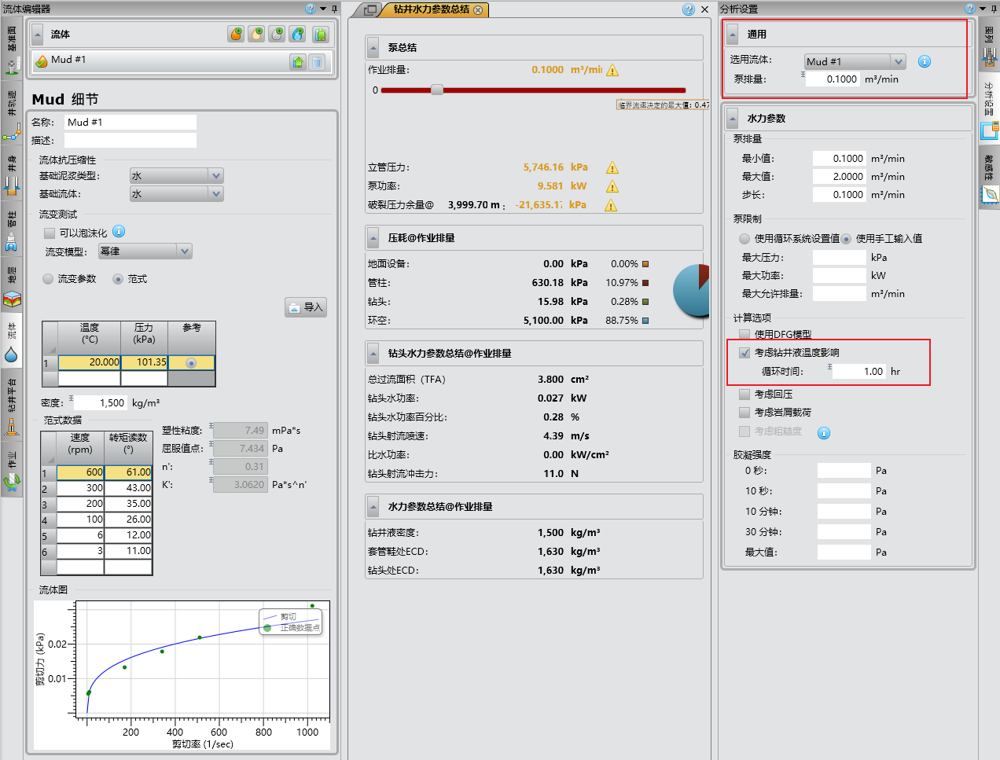 流体编辑器
基准面
井轨迹
井身
管柱
地层
流体
钻井平台
作业
流体
Mud #1
Mud 细节
名称: Mud #1
描述:
流体抗压缩性
基础泥浆类型: 水
基础流体: 水
流变测试
可以泡沫化
流变模型: 幂律
流变参数 范式
导入
温度 压力 参考
(°C) (kPa)
1 20.000 101.35
密度: 1,500 kg/m³
范式数据
速度 转矩读数
(rpm) (°)
1 600 61.00
2 300 43.00
3 200 35.00
4 100 26.00
5 6 12.00
6 3 11.00
塑性粘度: 7.49 mPa*s
屈服值点: 7.434 Pa
n': 0.31
K': 3.0620 Pa*s^n'
流体图
剪切力 (kPa)
0.02
0.01
剪切
正确数据点
200 400 600 800 1000
剪切率 (1/sec)
钻井水力参数总结
泵总结
作业排量: 0.1000 m³/min
0
临界流速决定的最大值: 0.47
立管压力: 5,746.16 kPa
泵功率: 9.581 kW
破裂压力余量@ 3,999.70 m : -21,635.17 kPa
压耗@作业排量
地面设备: 0.00 kPa 0.00%
管柱: 630.18 kPa 10.97%
钻头: 15.98 kPa 0.28%
环空: 5,100.00 kPa 88.75%
钻头水力参数总结@作业排量
总过流面积（TFA） 3.800 cm²
钻头水功率: 0.027 kW
钻头水功率百分比: 0.28 %
钻头射流喷速: 4.39 m/s
比水功率: 0.00 kW/cm²
钻头射流冲击力: 11.0 N
水力参数总结@作业排量
钻井液密度: 1,500 kg/m³
套管鞋处ECD: 1,630 kg/m³
钻头处ECD: 1,630 kg/m³
分析设置
通用
选用流体: Mud #1
泵排量: 0.1000 m³/min
水力参数
泵排量
最小值: 0.1000 m³/min
最大值: 2.0000 m³/min
步长: 0.1000 m³/min
泵限制
使用循环系统设置值 使用手工输入值
最大压力: kPa
最大功率: kW
最大允许排量: m³/min
计算选项
使用DFG模型
考虑钻井液温度影响
循环时间: 1.00 hr
考虑回压
考虑岩屑载荷
考虑粗糙度
胶凝强度
0 秒: Pa
10 秒: Pa
10 分钟: Pa
30 分钟: Pa
最大值: Pa
图列
分析设置
敏感性